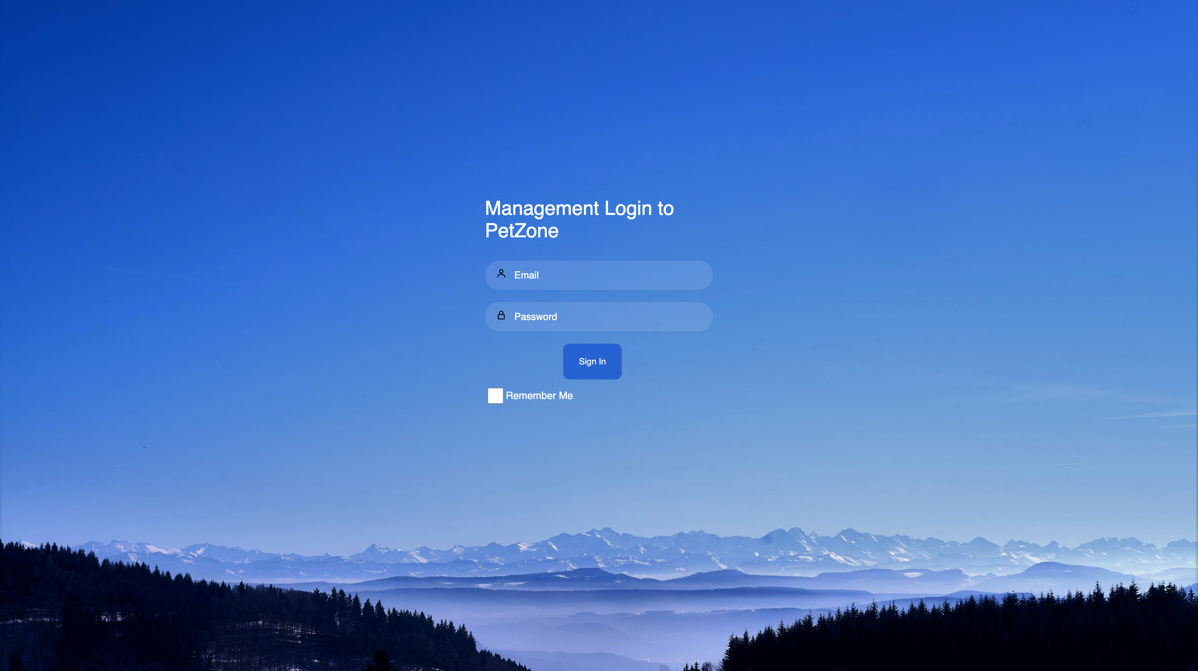 Management Login to
PetZone
Email
Password
Sign In
Remember Me